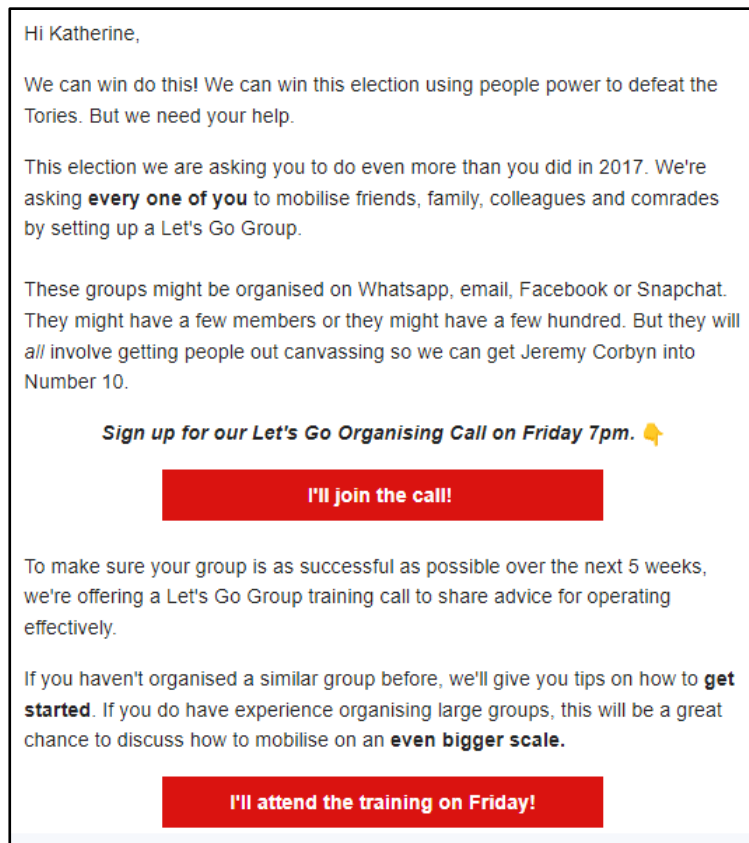 Hi Katherine,
We can win do this! We can win this election using people power to defeat the
Tories. But we need your help.
This election we are asking you to do even more than you did in 2017. We're
asking every one of you to mobilise friends, family, colleagues and comrades
by setting up a Let's Go Group.
These groups might be organised on Whatsapp, email, Facebook or Snapchat.
They might have a few members or they might have a few hundred. But they will
all involve getting people out canvassing so we can get Jeremy Corbyn into
Number 10.
Sign up for our Let's Go Organising Call on Friday 7pm. 👇
I'll join the call!
To make sure your group is as successful as possible over the next 5 weeks,
we're offering a Let's Go Group training call to share advice for operating
effectively.
If you haven't organised a similar group before, we'll give you tips on how to get
started. If you do have experience organising large groups, this will be a great
chance to discuss how to mobilise on an even bigger scale.
I'll attend the training on Friday!